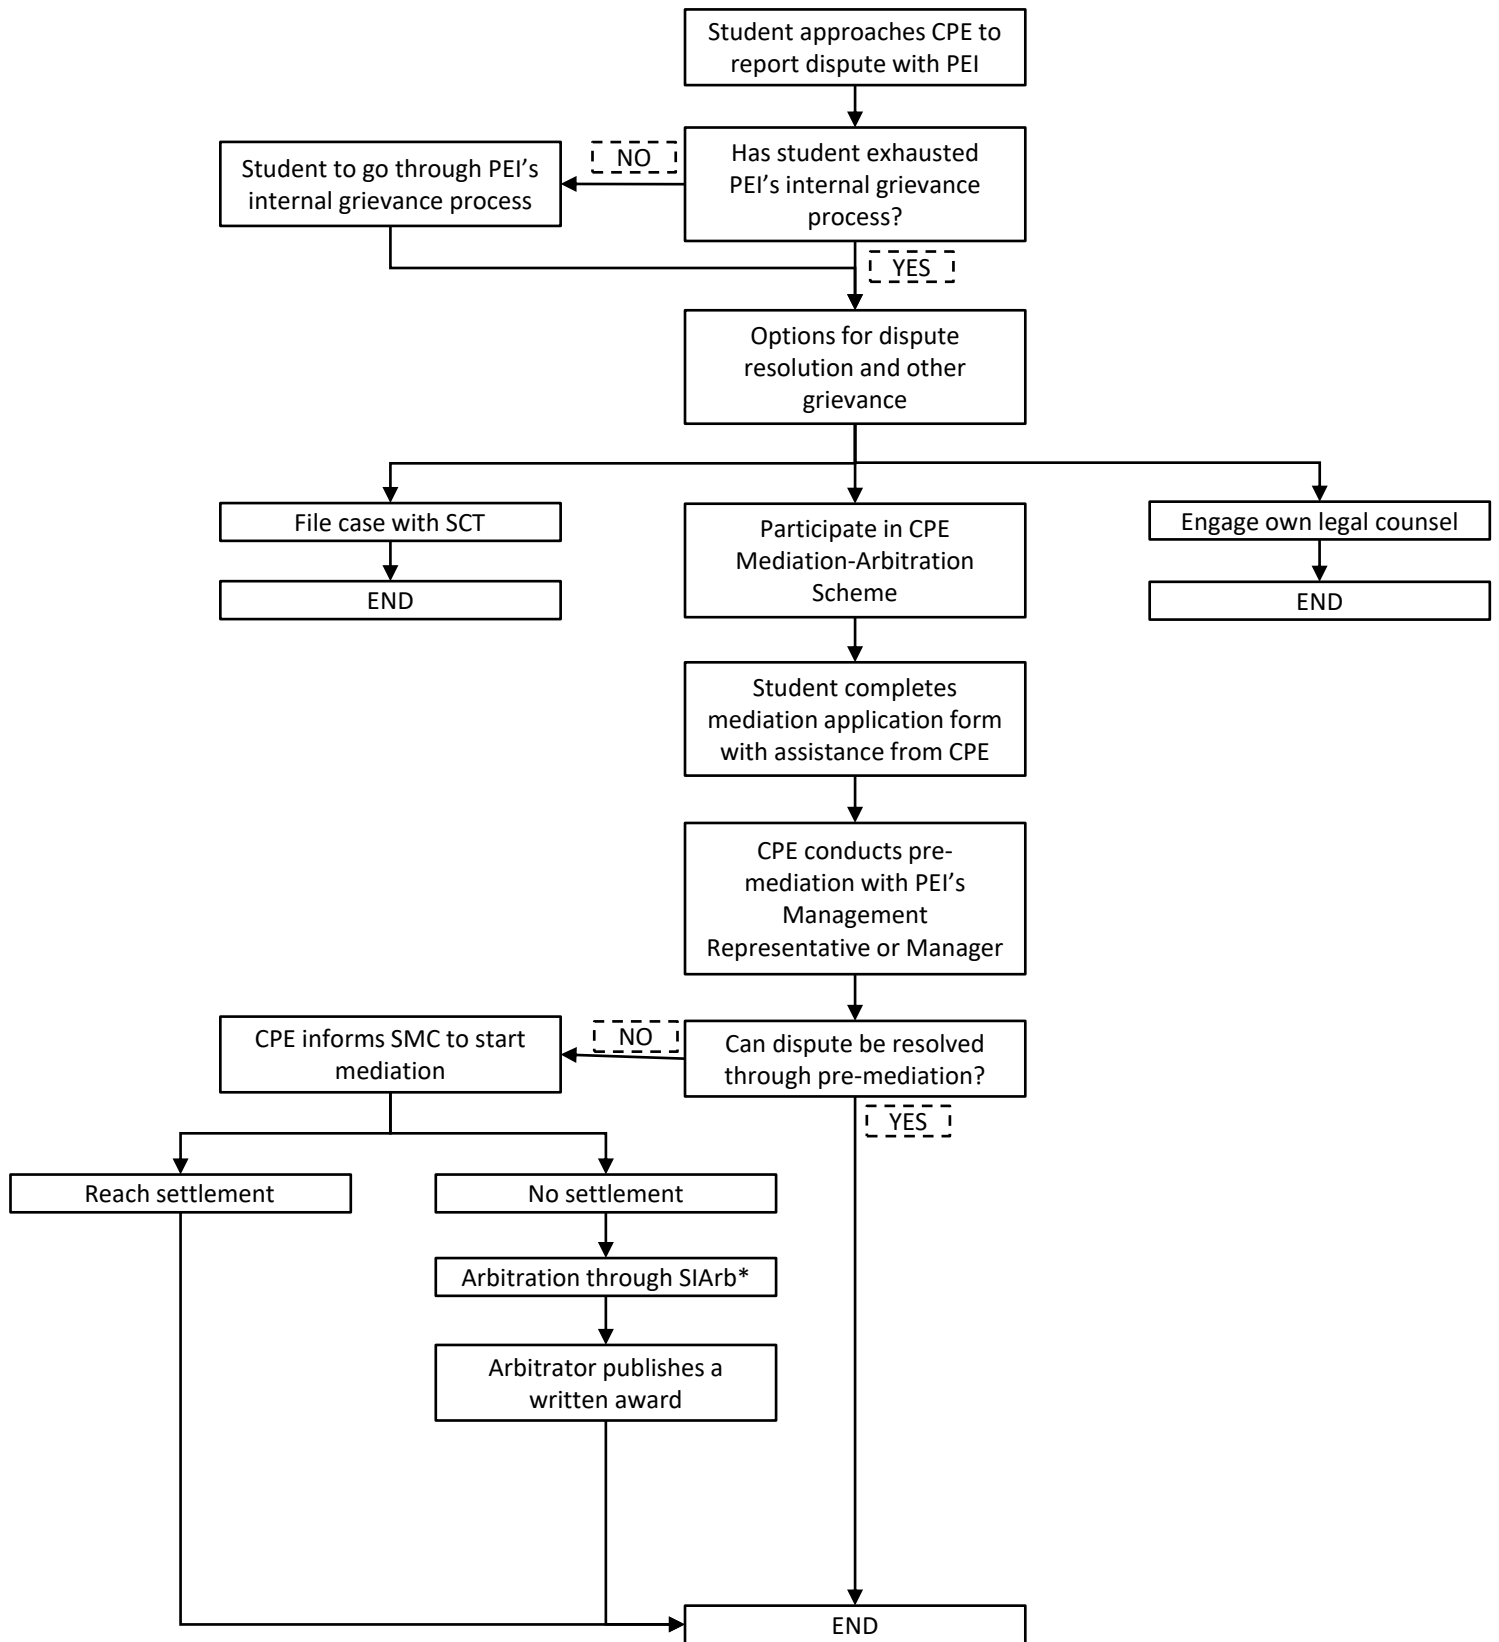 Student approaches CPE to
report dispute with PEI
Student to go through PEI’s
internal grievance process
NO
Has student exhausted
PEI’s internal grievance
process?
YES
Options for dispute
resolution and other
grievance
File case with SCT
END
Participate in CPE
Mediation-Arbitration
Scheme
Engage own legal counsel
END
Student completes
mediation application form
with assistance from CPE
CPE conducts pre-
mediation with PEI’s
Management
Representative or Manager
CPE informs SMC to start
mediation
NO
Can dispute be resolved
through pre-mediation?
YES
Reach settlement
No settlement
Arbitration through SIArb*
Arbitrator publishes a
written award
END